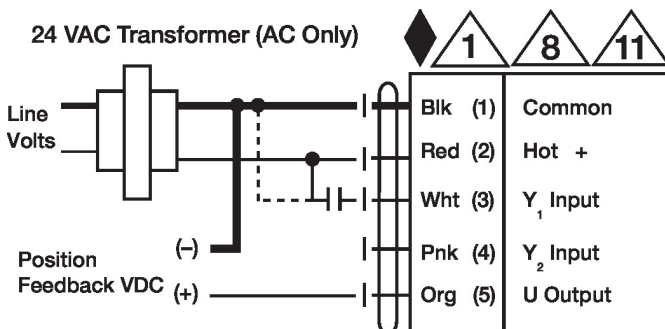 24 VAC Transformer (AC Only)
1 8 11
Line
Volts
Blk (1) Common
Red (2) Hot +
Wht (3) Y₁ Input
Pnk (4) Y₂ Input
Org (5) U Output
Position
Feedback VDC
(–)
(+)